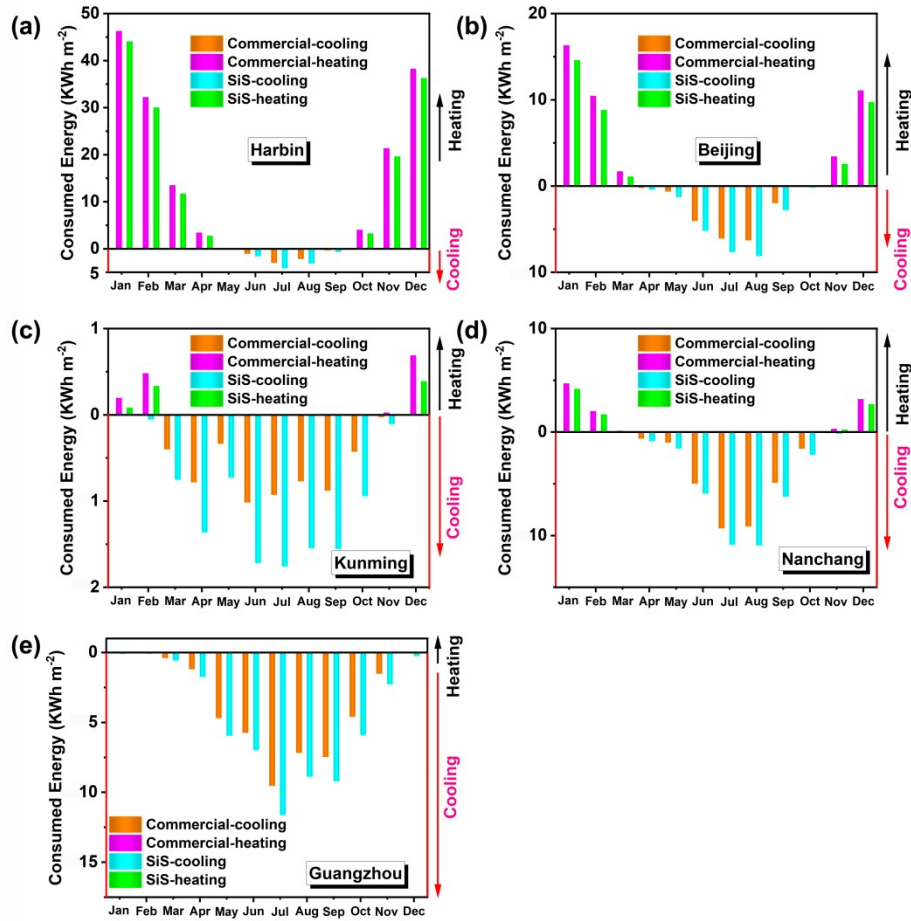 (a)
Consumed Energy (KWh m-2)
50
40
30
20
10
0
5
Commercial-cooling
Commercial-heating
SiS-cooling
SiS-heating
Harbin
Heating
Cooling
Jan Feb Mar Apr May Jun Jul Aug Sep Oct Nov Dec
(b)
Consumed Energy (KWh m-2)
20
10
0
10
Commercial-cooling
Commercial-heating
SiS-cooling
SiS-heating
Beijing
Heating
Cooling
Jan Feb Mar Apr May Jun Jul Aug Sep Oct Nov Dec
(c)
Consumed Energy (KWh m-2)
1
0
1
2
Commercial-cooling
Commercial-heating
SiS-cooling
SiS-heating
Kunming
Heating
Cooling
Jan Feb Mar Apr May Jun Jul Aug Sep Oct Nov Dec
(d)
Consumed Energy (KWh m-2)
10
0
10
Commercial-cooling
Commercial-heating
SiS-cooling
SiS-heating
Nanchang
Heating
Cooling
Jan Feb Mar Apr May Jun Jul Aug Sep Oct Nov Dec
(e)
Consumed Energy (KWh m-2)
0
5
10
15
Commercial-cooling
Commercial-heating
SiS-cooling
SiS-heating
Guangzhou
Heating
Cooling
Jan Feb Mar Apr May Jun Jul Aug Sep Oct Nov Dec